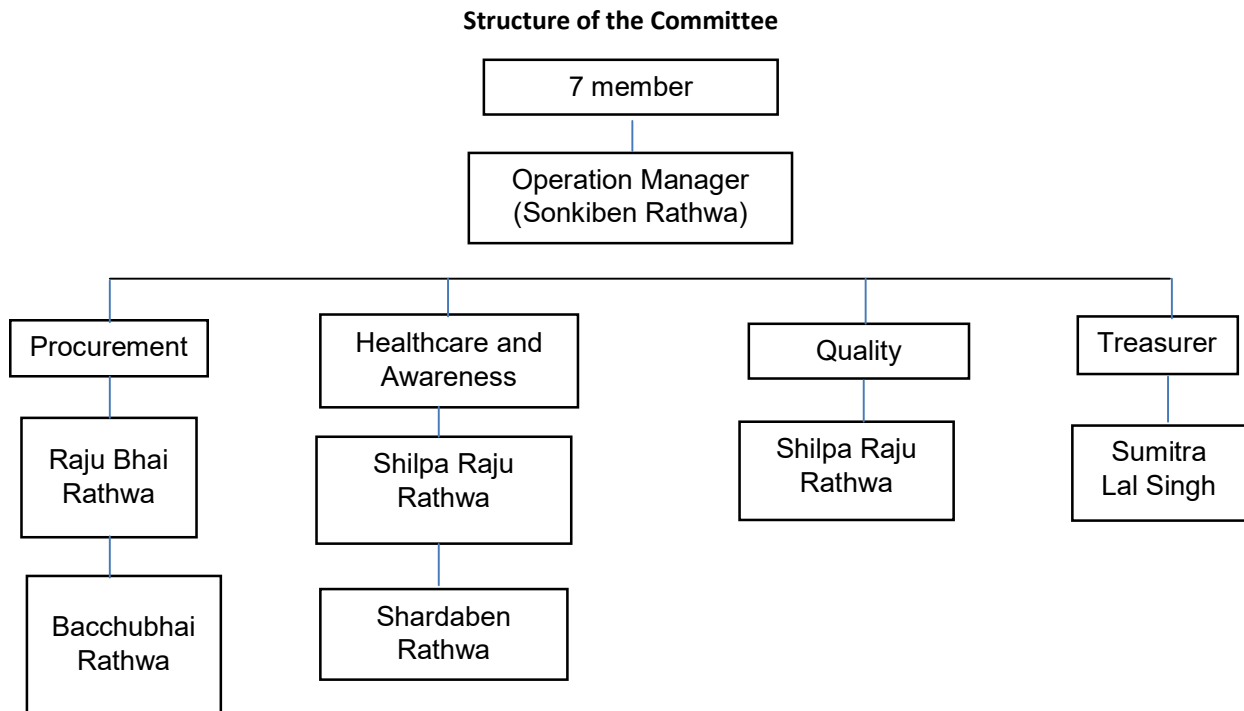 Structure of the Committee
7 member
Operation Manager
(Sonkiben Rathwa)
Procurement
Healthcare and
Awareness
Quality
Treasurer
Raju Bhai
Rathwa
Shilpa Raju
Rathwa
Shilpa Raju
Rathwa
Sumitra
Lal Singh
Bacchubhai
Rathwa
Shardaben
Rathwa